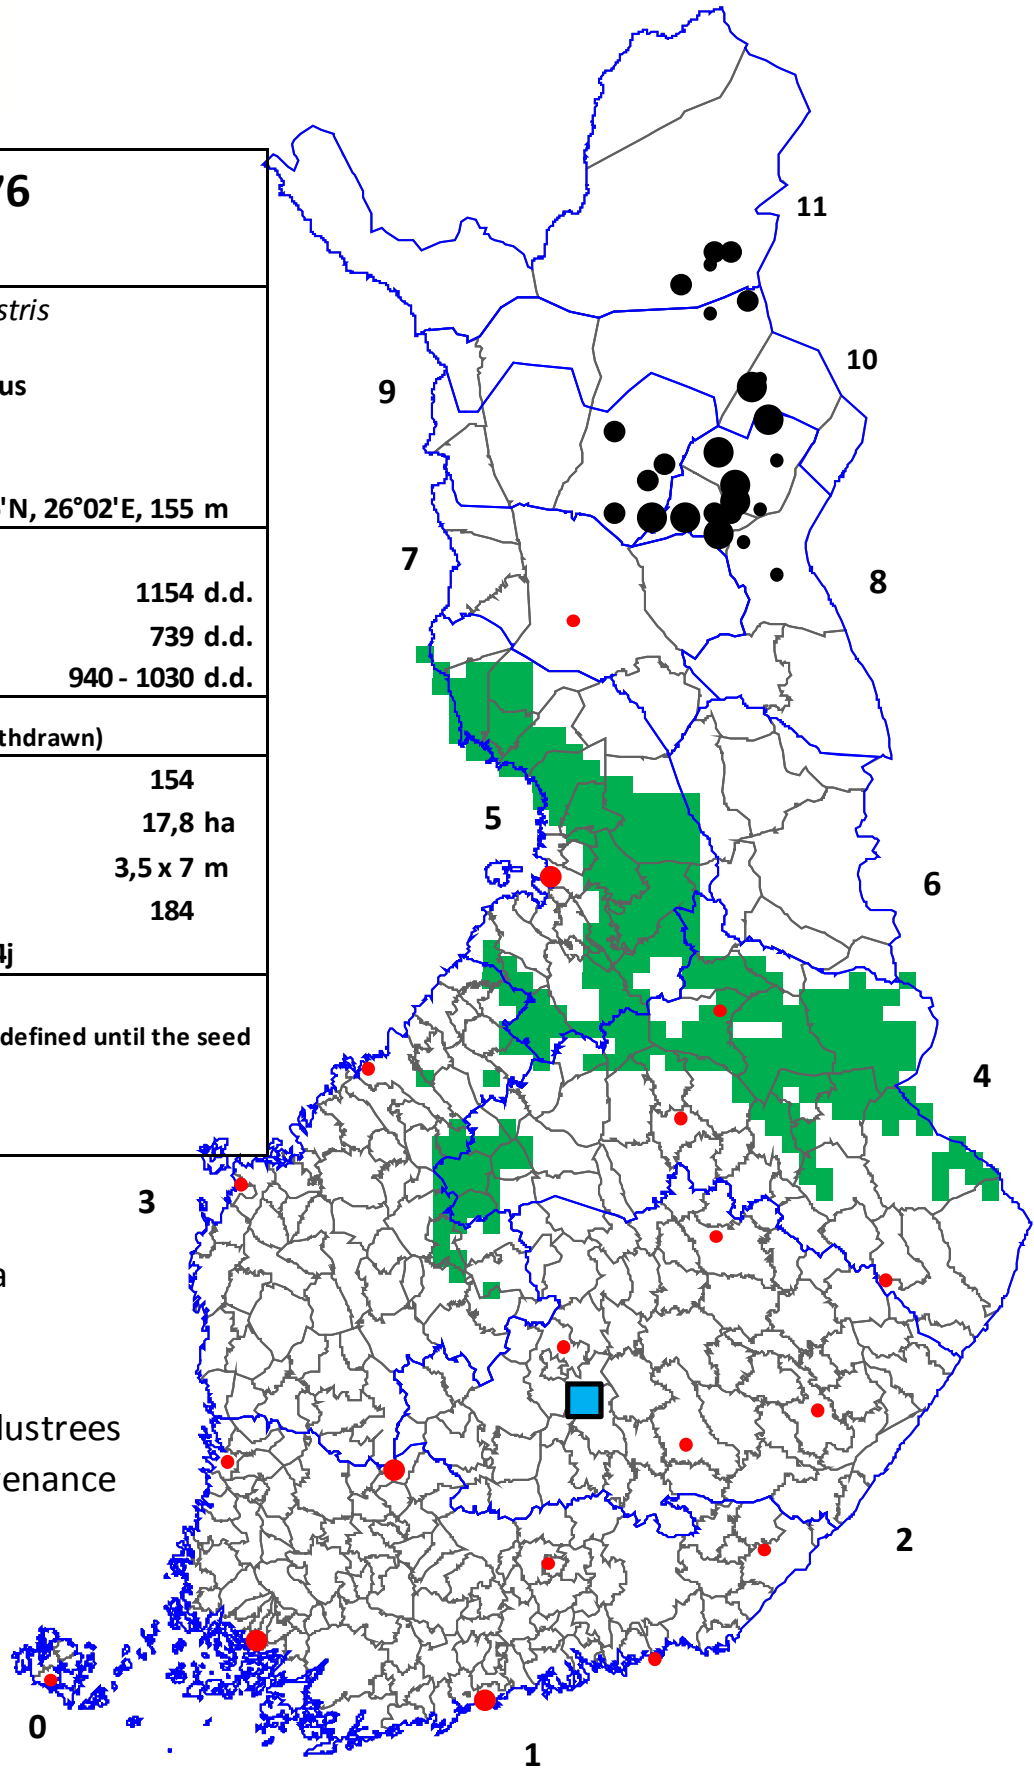 76
stris
us
'N, 26°02'E, 155 m
1154 d.d.
739 d.d.
940 - 1030 d.d.
thdrawn)
154
17,8 ha
3,5 x 7 m
184
4j
defined until the seed
a
lustrees
enance
11
10
9
7
8
5
6
4
3
2
0
1